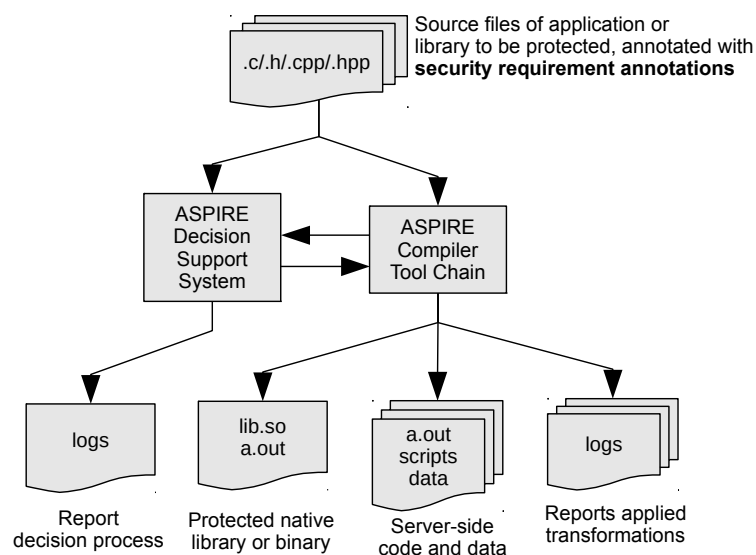 Source files of application or
library to be protected, annotated with
security requirement annotations
.c/.h/.cpp/.hpp
ASPIRE
Decision
Support
System
ASPIRE
Compiler
Tool Chain
logs
lib.so
a.out
a.out
scripts
data
logs
Report
decision process
Protected native
library or binary
Server-side
code and data
Reports applied
transformations